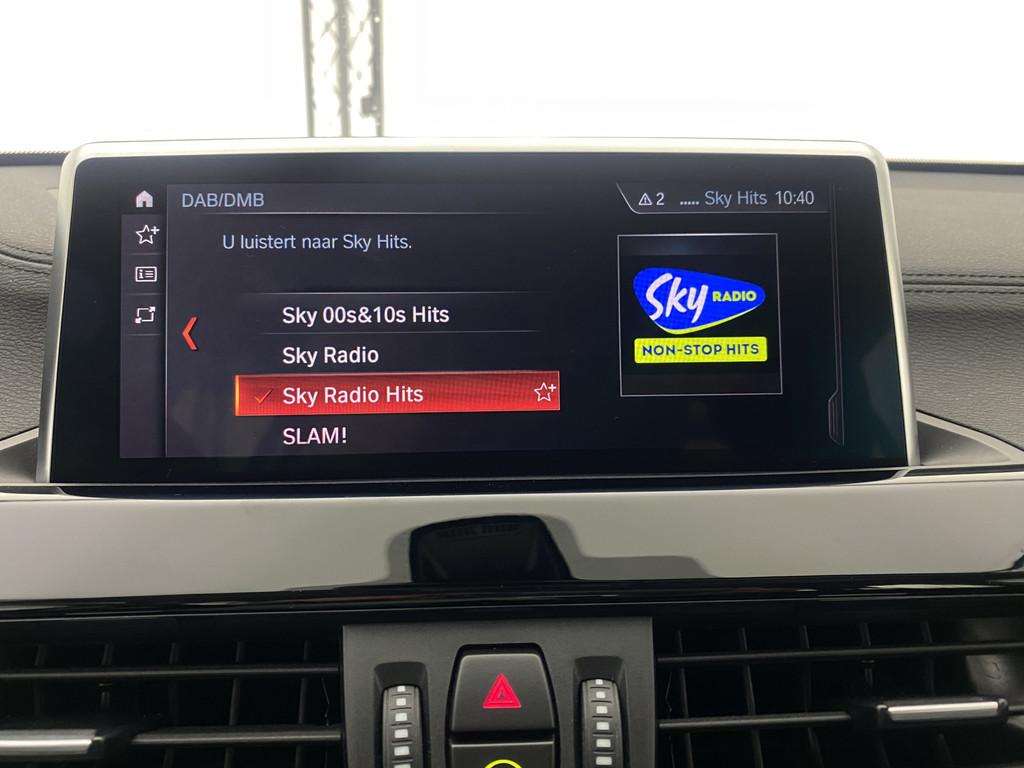 DAB/DMB
2 ..... Sky Hits 10:40
U luistert naar Sky Hits.
Sky 00s&10s Hits
Sky Radio
Sky Radio Hits
SLAM!
Sky RADIO
NON-STOP HITS